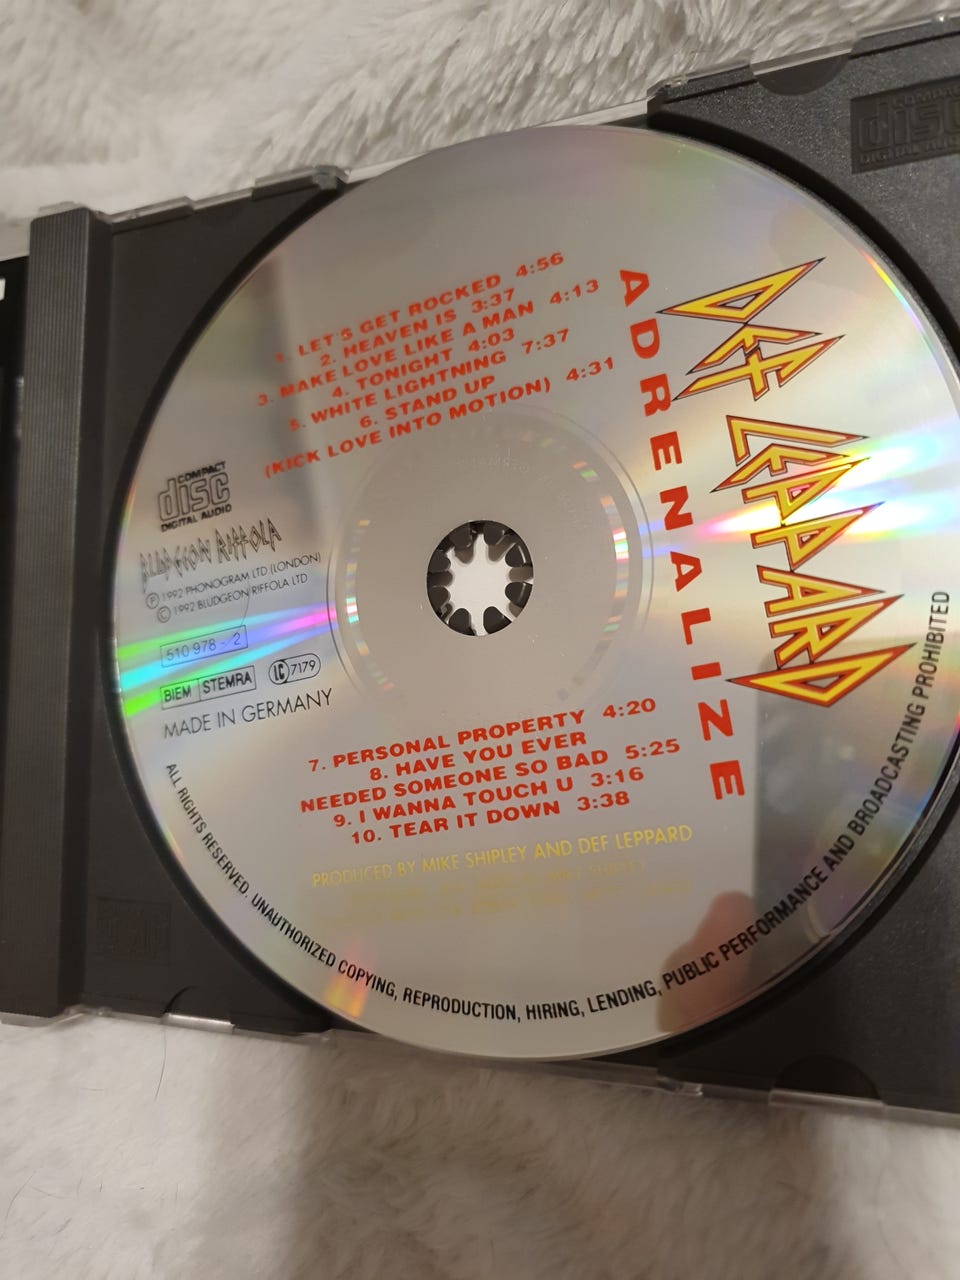 DEF LEPPARD
ADRENALIZE
1. LET'S GET ROCKED 4:56
2. HEAVEN IS 3:37
3. MAKE LOVE LIKE A MAN 4:13
4. TONIGHT 4:03
5. WHITE LIGHTNING 7:37
6. STAND UP
(KICK LOVE INTO MOTION) 4:31
COMPACT
disc
DIGITAL AUDIO
BLUDGEON RIFFOLA
Ⓟ 1992 PHONOGRAM LTD (LONDON)
© 1992 BLUDGEON RIFFOLA LTD
510 978 - 2
BIEM STEMRA LC 7179
MADE IN GERMANY
7. PERSONAL PROPERTY 4:20
8. HAVE YOU EVER
NEEDED SOMEONE SO BAD 5:25
9. I WANNA TOUCH U 3:16
10. TEAR IT DOWN 3:38
PRODUCED BY MIKE SHIPLEY AND DEF LEPPARD
ALL RIGHTS RESERVED. UNAUTHORIZED COPYING, REPRODUCTION, HIRING, LENDING, PUBLIC PERFORMANCE AND BROADCASTING PROHIBITED
disc
DIGITAL